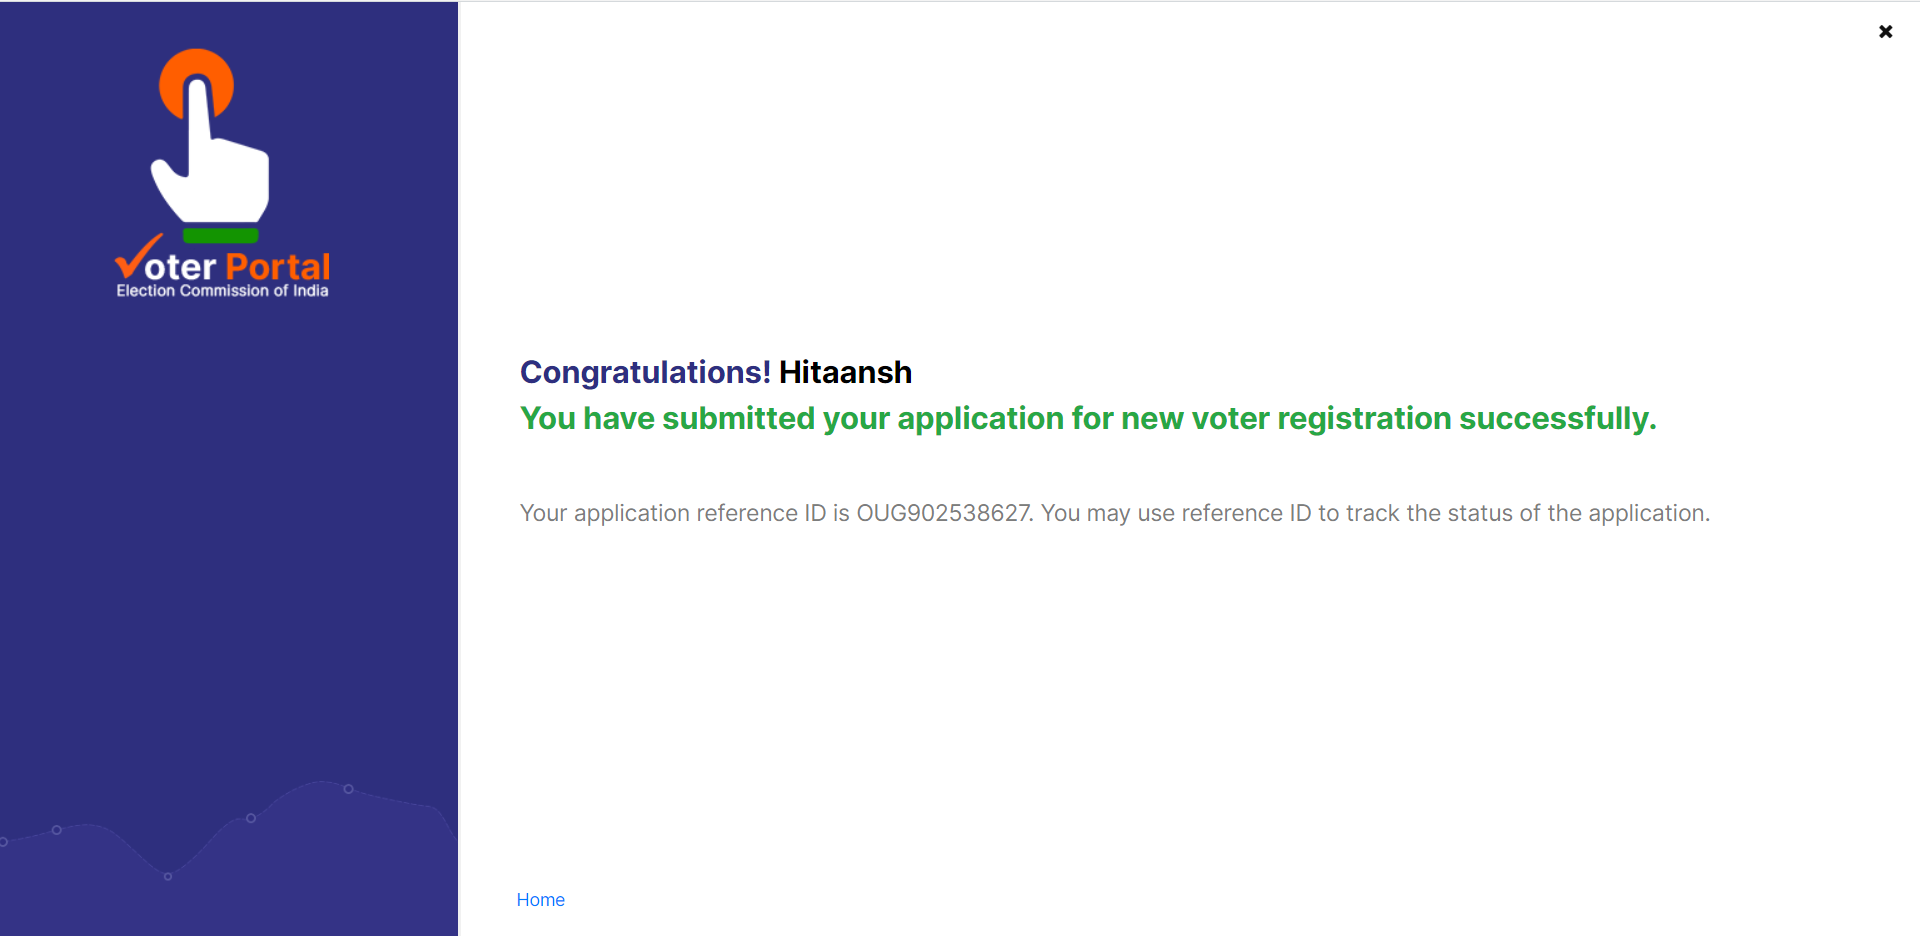 Voter Portal
Election Commission of India
Congratulations! Hitaansh
You have submitted your application for new voter registration successfully.
Your application reference ID is OUG902538627. You may use reference ID to track the status of the application.
Home